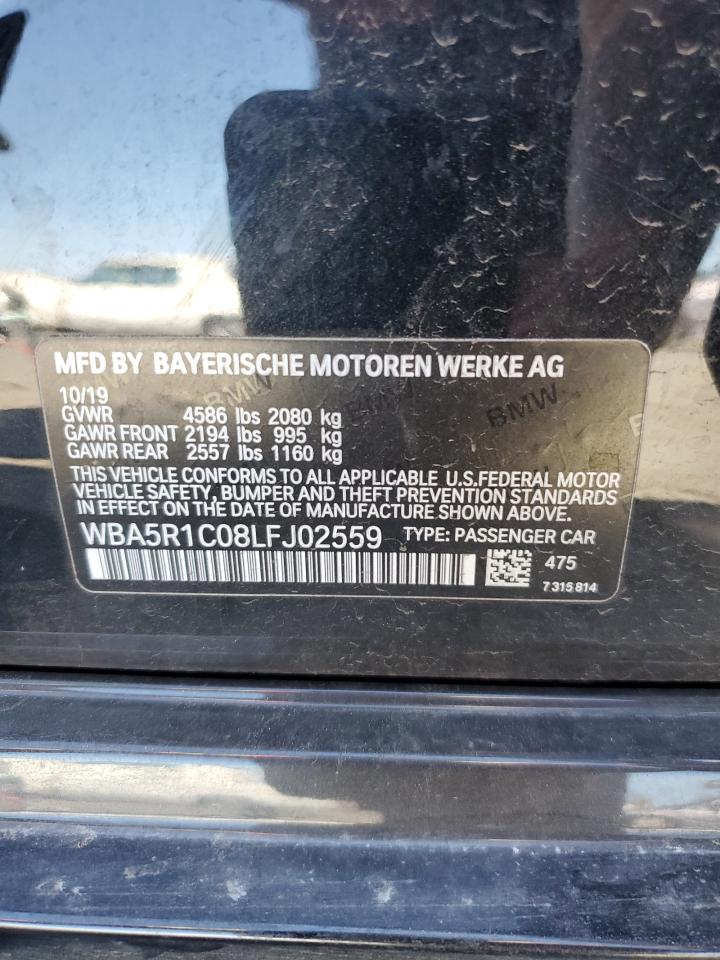 MFD BY BAYERISCHE MOTOREN WERKE AG
10/19
GVWR 4586 lbs 2080 kg
GAWR FRONT 2194 lbs 995 kg
GAWR REAR 2557 lbs 1160 kg
THIS VEHICLE CONFORMS TO ALL APPLICABLE U.S.FEDERAL MOTOR
VEHICLE SAFETY, BUMPER AND THEFT PREVENTION STANDARDS
IN EFFECT ON THE DATE OF MANUFACTURE SHOWN ABOVE.
WBA5R1C08LFJ02559 TYPE: PASSENGER CAR
475
7 315 814
BMW
BMW
BMW